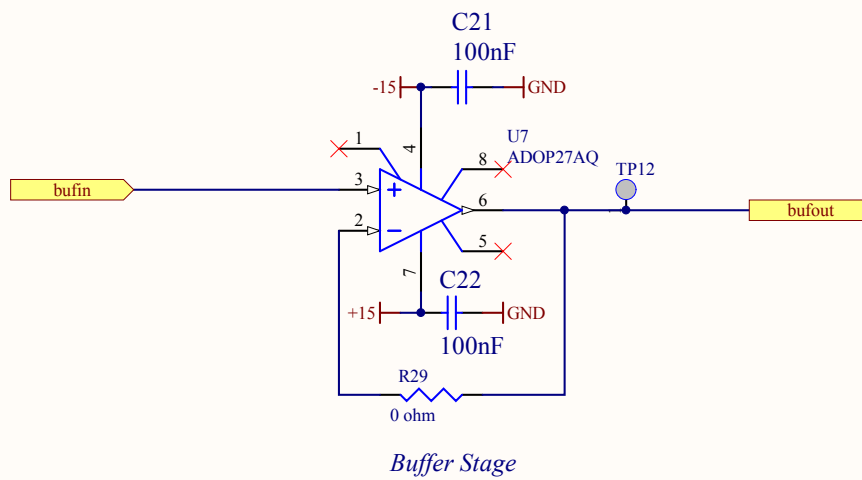 C21
100nF
-15
GND
U7
ADOP27AQ
1
4
8
TP12
bufin
3
6
bufout
2
5
7
C22
+15
GND
100nF
R29
0 ohm
Buffer Stage